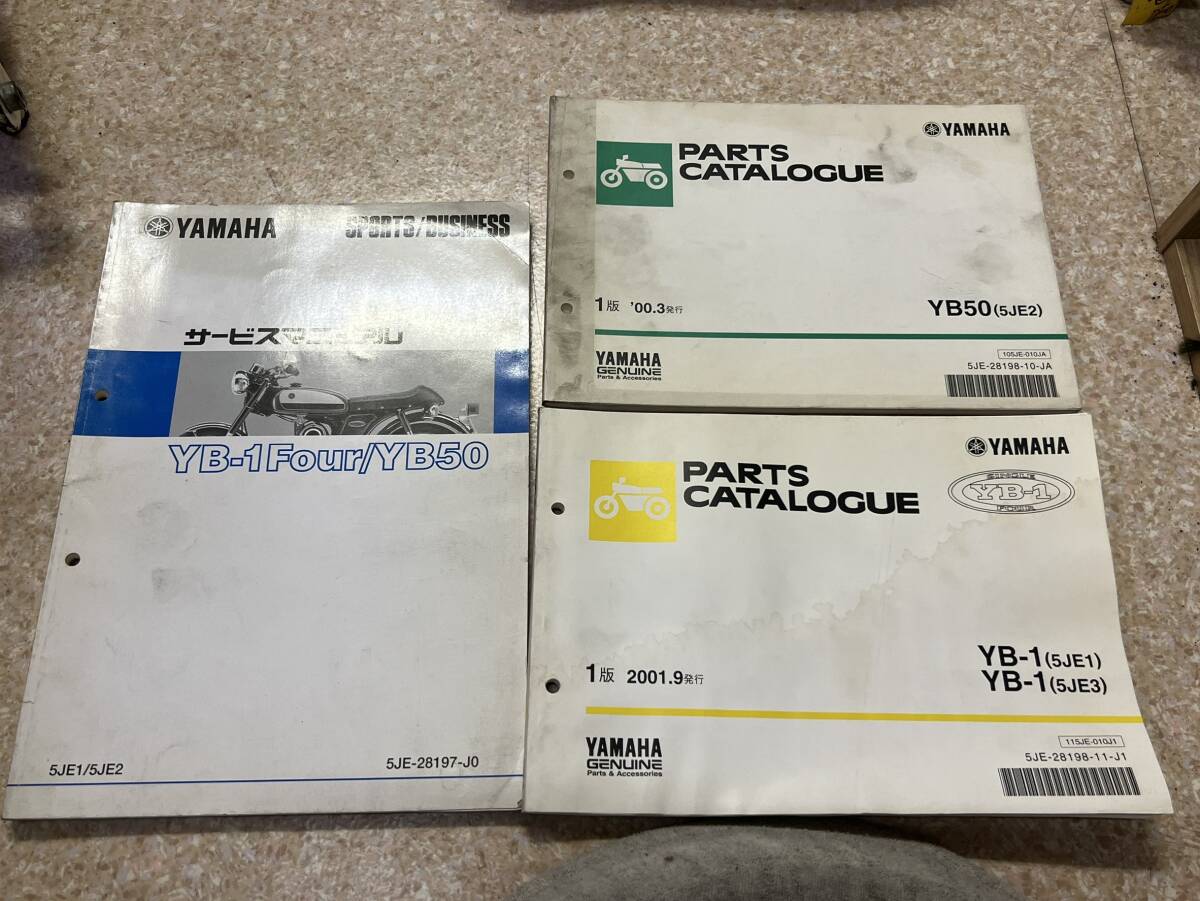 YAMAHA
SPORTS/BUSINESS
サービスマニュアル
YB-1Four/YB50
5JE1/5JE2
5JE-28197-J0
YAMAHA
PARTS
CATALOGUE
1版 '00.3発行
YB50(5JE2)
YAMAHA
GENUINE
Parts & Accessories
105JE-010JA
5JE-28198-10-JA
YAMAHA
PARTS
CATALOGUE
SINGLE
YB-1
FOUR
1版 2001.9発行
YB-1(5JE1)
YB-1(5JE3)
YAMAHA
GENUINE
Parts & Accessories
115JE-010J1
5JE-28198-11-J1